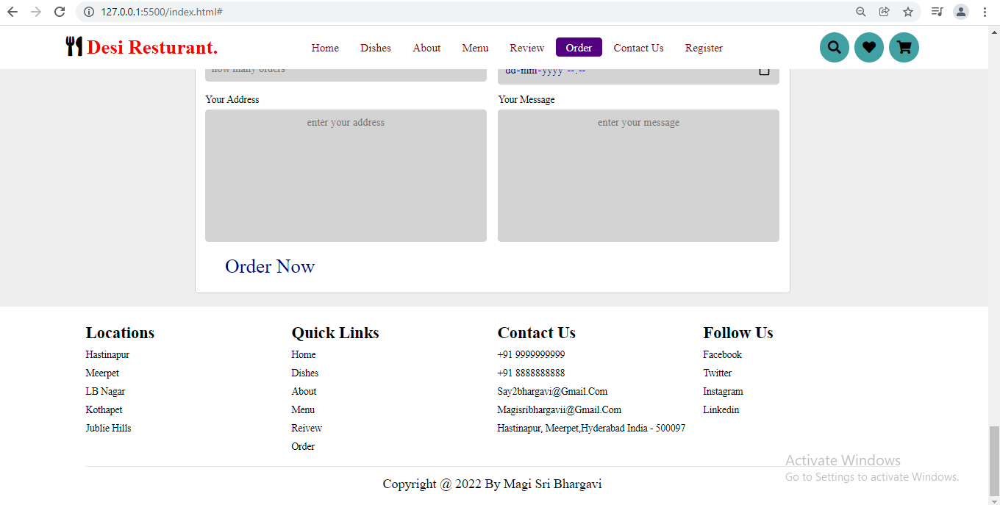 127.0.0.1:5500/index.html#
Desi Resturant.
Home Dishes About Menu Review Order Contact Us Register
how many orders
dd-mm-yyyy --:--
Your Address
Your Message
enter your address
enter your message
Order Now
Locations
Hastinapur
Meerpet
LB Nagar
Kothapet
Jublie Hills
Quick Links
Home
Dishes
About
Menu
Reivew
Order
Contact Us
+91 9999999999
+91 8888888888
Say2bhargavi@Gmail.Com
Magisribhargavii@Gmail.Com
Hastinapur, Meerpet,Hyderabad India - 500097
Follow Us
Facebook
Twitter
Instagram
Linkedin
Activate Windows
Go to Settings to activate Windows.
Copyright @ 2022 By Magi Sri Bhargavi